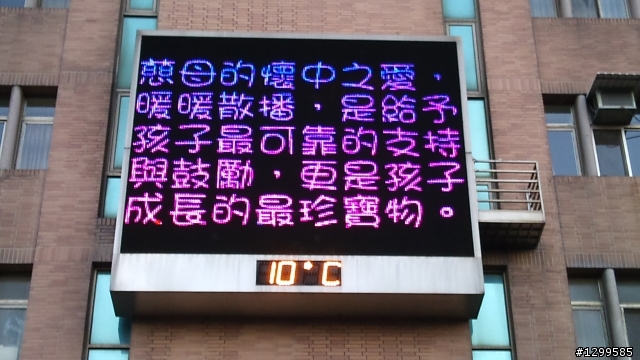 慈母的懷中之愛，
暖暖散播，是給予
孩子最可靠的支持
與鼓勵，更是孩子
成長的最珍寶物。
10°C
#1299585